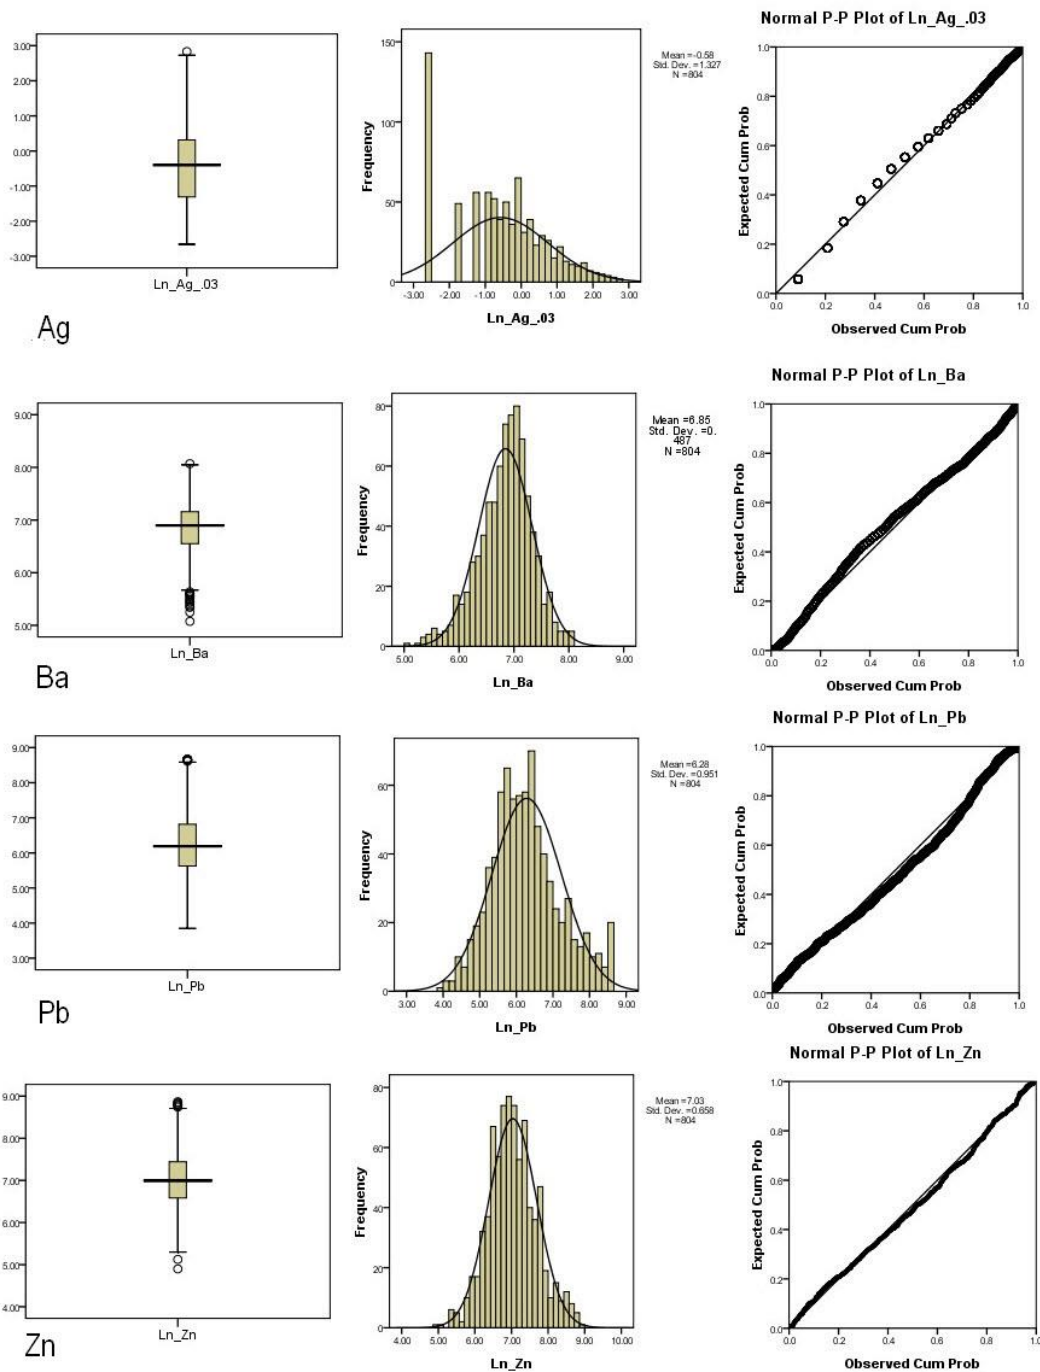 Normal P-P Plot of Ln_Ag_.03
3.00
2.00
1.00
0.00
-1.00
-2.00
-3.00
Ln_Ag_.03
Ag
Frequency
150
100
50
0
-3.00 -2.00 -1.00 0.00 1.00 2.00 3.00
Ln_Ag_.03
Mean =-0.58
Std. Dev. =1.327
N =804
Expected Cum Prob
1.0
0.8
0.6
0.4
0.2
0.0
0.0 0.2 0.4 0.6 0.8 1.0
Observed Cum Prob
Normal P-P Plot of Ln_Ba
9.00
8.00
7.00
6.00
5.00
Ln_Ba
Ba
Frequency
80
60
40
20
0
5.00 6.00 7.00 8.00 9.00
Ln_Ba
Mean =6.85
Std. Dev. =0.
487
N =804
Expected Cum Prob
1.0
0.8
0.6
0.4
0.2
0.0
0.0 0.2 0.4 0.6 0.8 1.0
Observed Cum Prob
Normal P-P Plot of Ln_Pb
9.00
8.00
7.00
6.00
5.00
4.00
3.00
Ln_Pb
Pb
Frequency
60
40
20
0
3.00 4.00 5.00 6.00 7.00 8.00 9.00
Ln_Pb
Mean =6.28
Std. Dev. =0.951
N =804
Expected Cum Prob
1.0
0.8
0.6
0.4
0.2
0.0
0.0 0.2 0.4 0.6 0.8 1.0
Observed Cum Prob
Normal P-P Plot of Ln_Zn
9.00
8.00
7.00
6.00
5.00
4.00
Ln_Zn
Zn
Frequency
80
60
40
20
0
4.00 5.00 6.00 7.00 8.00 9.00 10.00
Ln_Zn
Mean =7.03
Std. Dev. =0.658
N =804
Expected Cum Prob
1.0
0.8
0.6
0.4
0.2
0.0
0.0 0.2 0.4 0.6 0.8 1.0
Observed Cum Prob